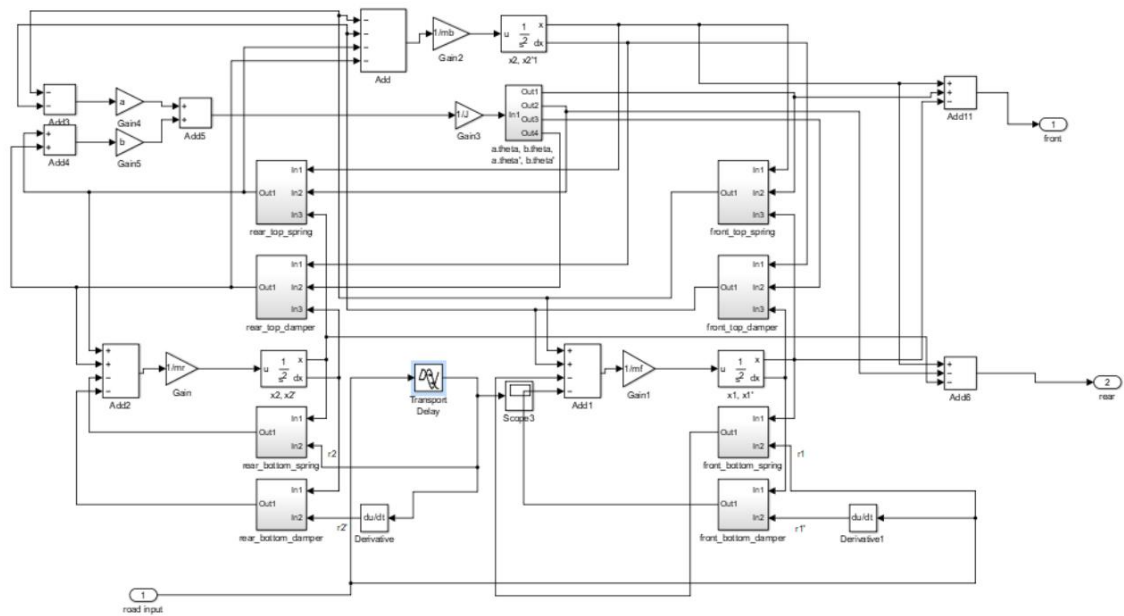 Add
1/mb
Gain2
u
1
s²
x
dx
x2, x2'1
Add3
a
Gain4
Add5
1/J
Gain3
In1
Out1
Out2
Out3
Out4
a.theta, b.theta,
a.theta', b.theta'
Add11
1
front
Add4
b
Gain5
Out1
In1
In2
In3
rear_top_spring
Out1
In1
In2
In3
front_top_spring
Out1
In1
In2
In3
rear_top_damper
Out1
In1
In2
In3
front_top_damper
Add2
1/mr
Gain
u
1
s²
x
dx
x2, x2'
Transport
Delay
Scope3
Add1
1/mf
Gain1
u
1
s²
x
dx
x1, x1'
Add6
2
rear
Out1
In1
In2
rear_bottom_spring
r2
Out1
In1
In2
front_bottom_spring
r1
Out1
In1
In2
rear_bottom_damper
r2'
du/dt
Derivative
Out1
In1
In2
front_bottom_damper
r1'
du/dt
Derivative1
1
road input